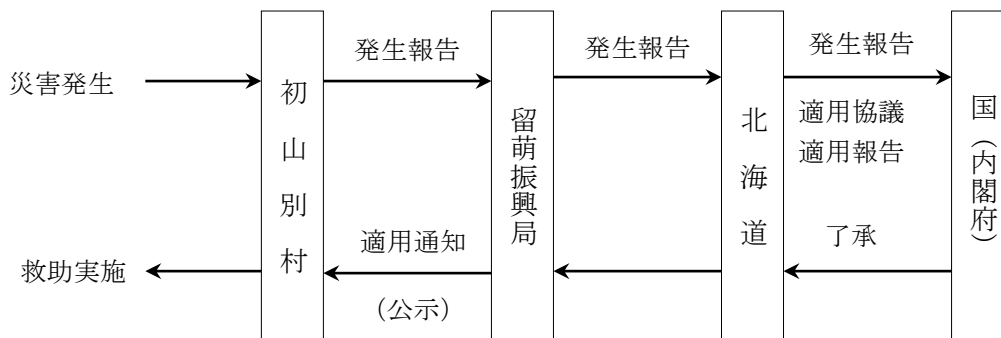 災害発生
発生報告
発生報告
発生報告
初山別村
留萌振興局
北海道
国（内閣府）
適用協議
適用報告
救助実施
適用通知
（公示）
了承